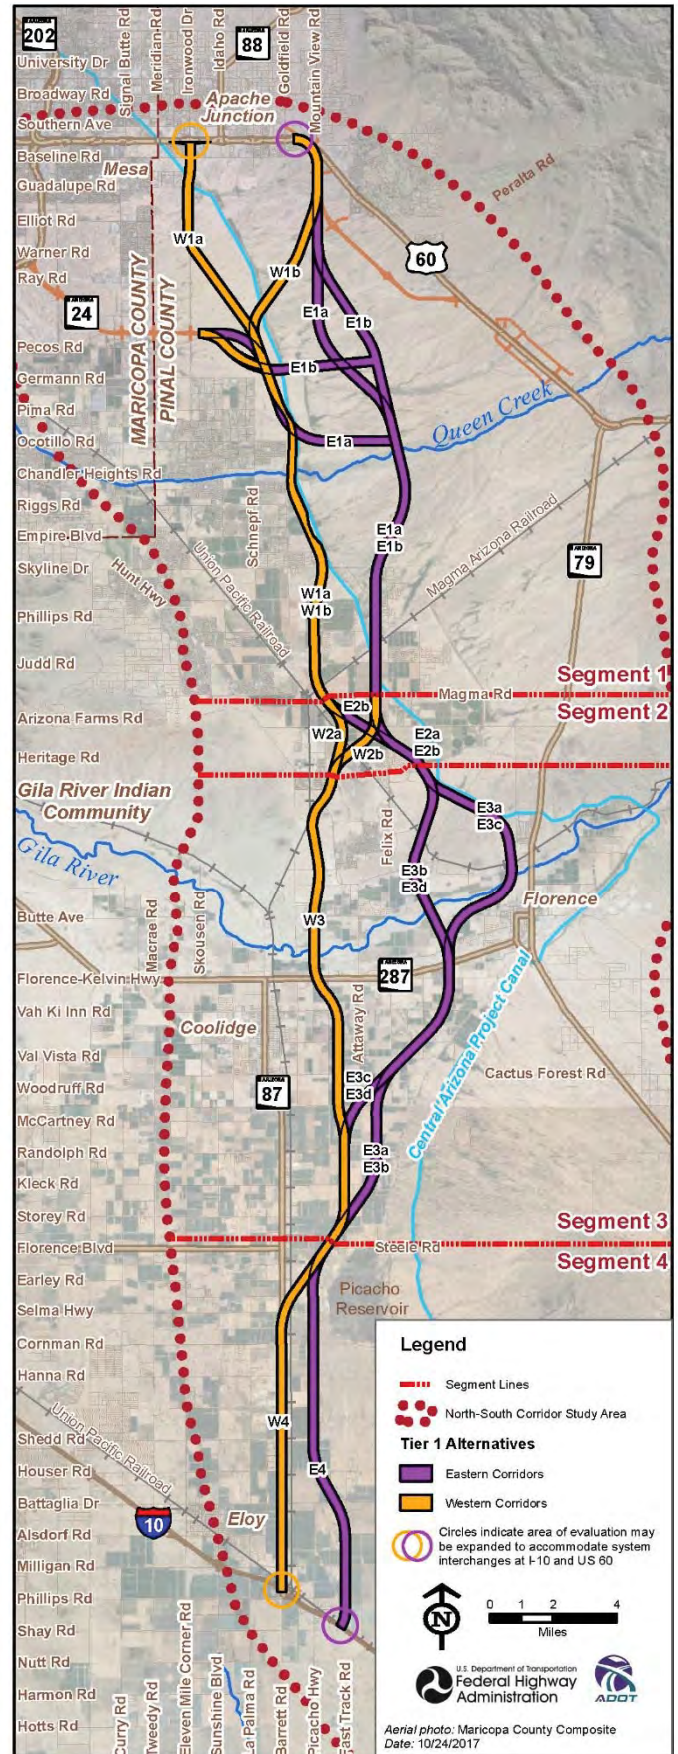 ARIZONA
202
ARIZONA
88
Signal Butte Rd
Meridian Rd
Ironwood Dr
Idaho Rd
Goldfield Rd
Mountain View Rd
University Dr
Broadway Rd
Southern Ave
Baseline Rd
Guadalupe Rd
Elliot Rd
Warner Rd
Ray Rd
Apache
Junction
Mesa
Peralta Rd
60
W1a
W1b
E1a
E1b
ARIZONA
24
MARICOPA COUNTY
PINAL COUNTY
Pecos Rd
Germann Rd
Pima Rd
Ocotillo Rd
Chandler Heights Rd
Riggs Rd
Empire Blvd
Skyline Dr
Phillips Rd
Judd Rd
E1b
E1a
Queen Creek
Schnepf Rd
Hunt Hwy
Union Pacific Railroad
Magma Arizona Railroad
E1a
E1b
ARIZONA
79
W1a
W1b
Segment 1
Magma Rd
Segment 2
Arizona Farms Rd
Heritage Rd
E2b
W2a
W2b
E2a
E2b
Gila River Indian
Community
Gila River
Felix Rd
E3a
E3c
E3b
E3d
Florence
Butte Ave
Macrae Rd
Skousen Rd
W3
Florence-Kelvin Hwy
ARIZONA
287
Vah Ki Inn Rd
Val Vista Rd
Woodruff Rd
McCartney Rd
Randolph Rd
Kleck Rd
Storey Rd
Florence Blvd
Coolidge
Attaway Rd
Central Arizona Project Canal
Cactus Forest Rd
ARIZONA
87
E3c
E3d
E3a
E3b
Segment 3
Steele Rd
Segment 4
Earley Rd
Selma Hwy
Cornman Rd
Hanna Rd
Picacho
Reservoir
Union Pacific Railroad
W4
E4
Shedd Rd
Houser Rd
Battaglia Dr
Alsdorf Rd
Milligan Rd
Phillips Rd
Shay Rd
Nutt Rd
Harmon Rd
Hotts Rd
10
Eloy
Curry Rd
Tweedy Rd
Eleven Mile Corner Rd
Sunshine Blvd
La Palma Rd
Barrett Rd
Picacho Hwy
Fast Track Rd
Legend
Segment Lines
North-South Corridor Study Area
Tier 1 Alternatives
Eastern Corridors
Western Corridors
Circles indicate area of evaluation may
be expanded to accommodate system
interchanges at I-10 and US 60
N
0 1 2 4
Miles
U.S. Department of Transportation
Federal Highway
Administration
ADOT
Aerial photo: Maricopa County Composite
Date: 10/24/2017